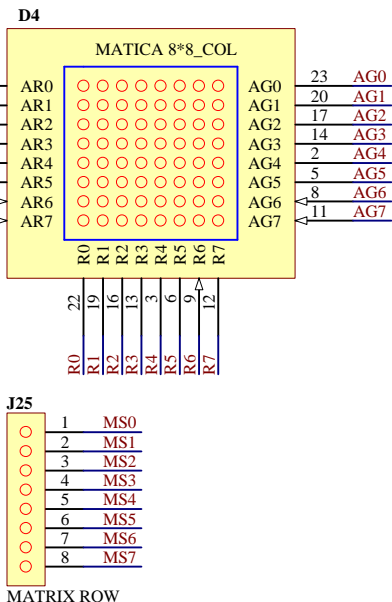 D4
MATICA 8*8_COL
AR0 AG0 23 AG0
AR1 AG1 20 AG1
AR2 AG2 17 AG2
AR3 AG3 14 AG3
AR4 AG4 2 AG4
AR5 AG5 5 AG5
AR6 AG6 8 AG6
AR7 AG7 11 AG7
R0 R1 R2 R3 R4 R5 R6 R7
22 19 16 13 3 6 9 12
R0 R1 R2 R3 R4 R5 R6 R7
J25
1 MS0
2 MS1
3 MS2
4 MS3
5 MS4
6 MS5
7 MS6
8 MS7
MATRIX ROW